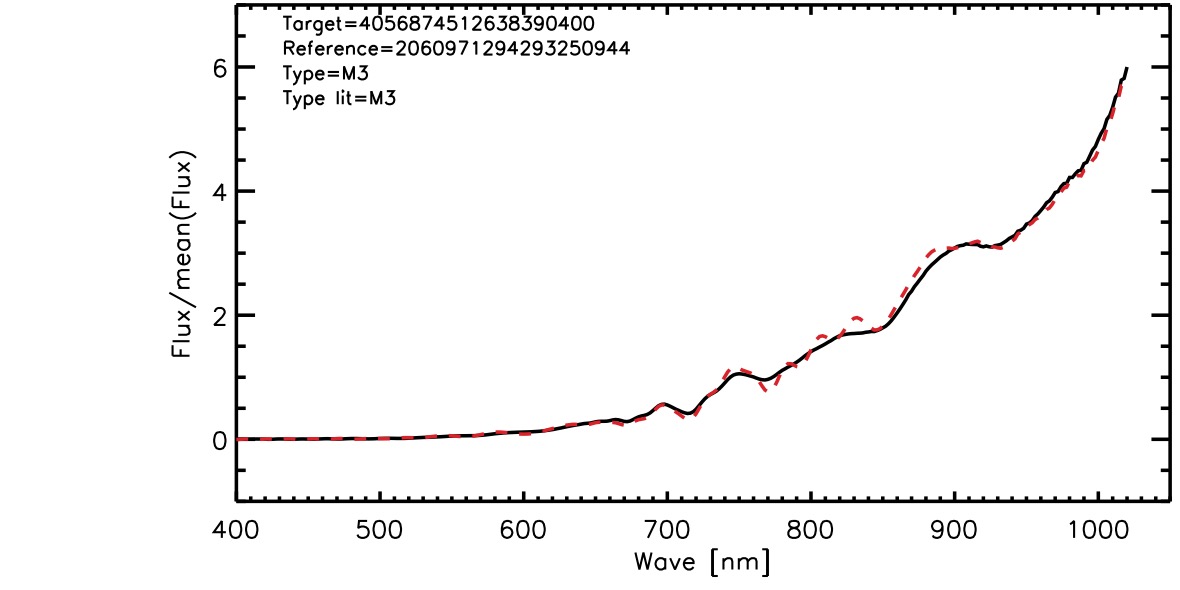 Target=4056874512638390400
Reference=2060971294293250944
Type=M3
Type lit=M3
Flux/mean(Flux)
6
4
2
0
400 500 600 700 800 900 1000
Wave [nm]